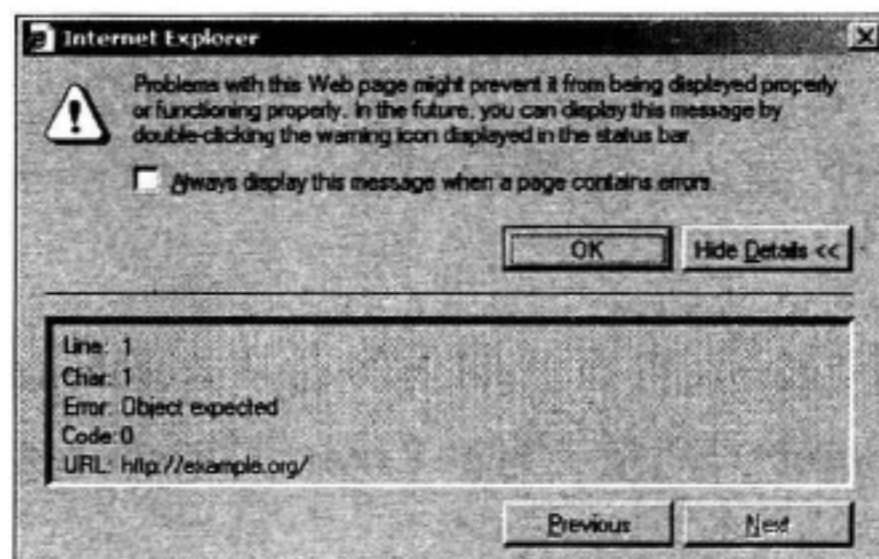 Internet Explorer
Problems with this Web page might prevent it from being displayed properly
or functioning properly. In the future, you can display this message by
double-clicking the warning icon displayed in the status bar.
Always display this message when a page contains errors.
OK
Hide Details <<
Line: 1
Char: 1
Error: Object expected
Code: 0
URL: http://example.org/
Previous
Next